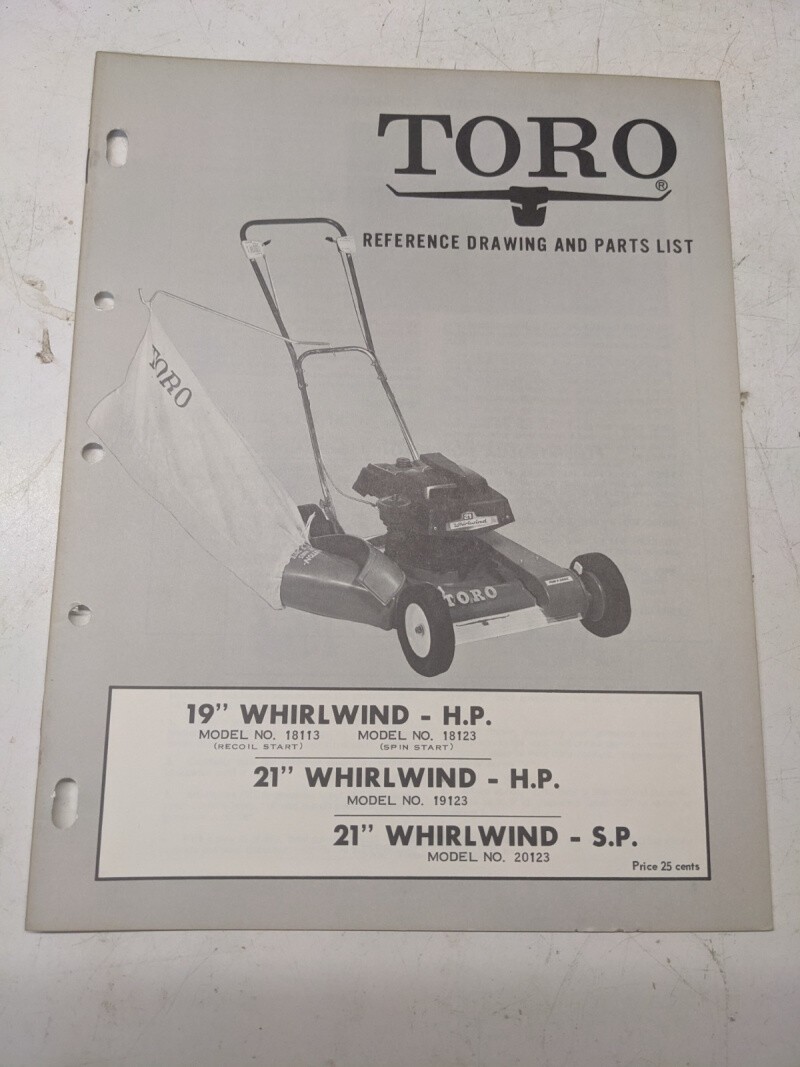 TORO
®
REFERENCE DRAWING AND PARTS LIST
TORO
Whirlwind
TORO
19" WHIRLWIND - H.P.
MODEL NO. 18113 MODEL NO. 18123
(RECOIL START) (SPIN START)
21" WHIRLWIND - H.P.
MODEL NO. 19123
21" WHIRLWIND - S.P.
MODEL NO. 20123
Price 25 cents